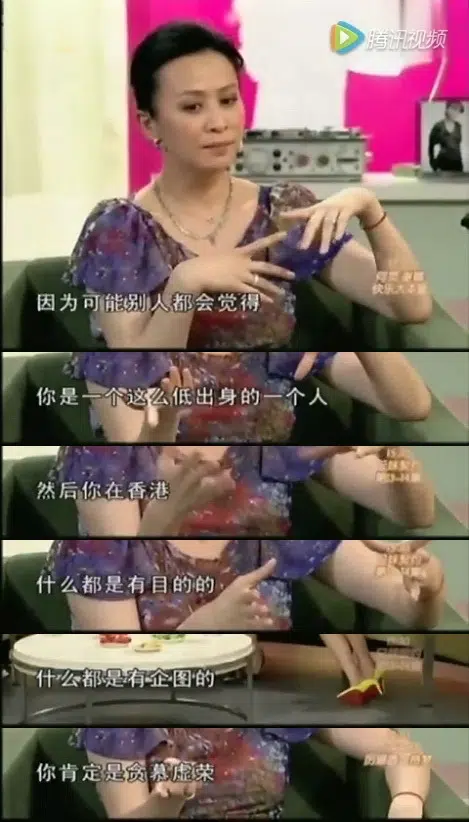 腾讯视频
因为可能别人都会觉得
你是一个这么低出身的一个人
然后你在香港
什么都是有目的的
什么都是有企图的
你肯定是贪慕虚荣